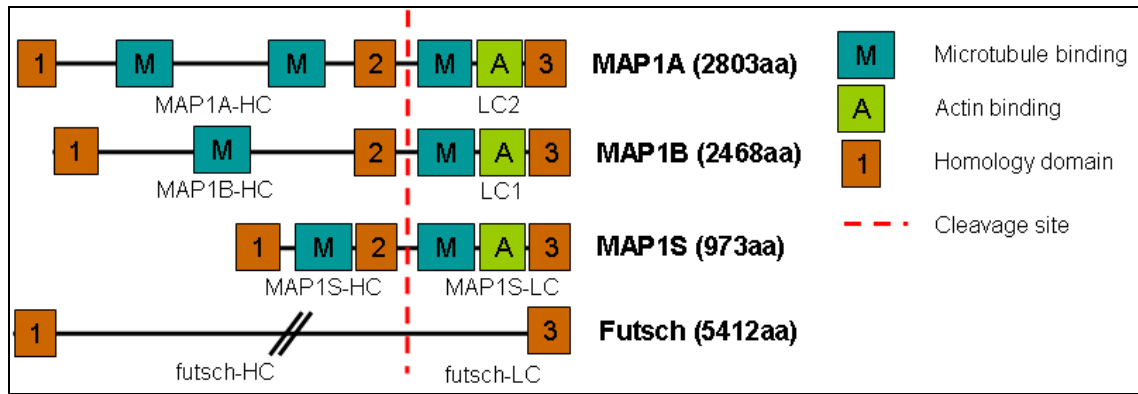 1 M M 2 M A 3 MAP1A (2803aa)
MAP1A-HC LC2
1 M 2 M A 3 MAP1B (2468aa)
MAP1B-HC LC1
1 M 2 M A 3 MAP1S (973aa)
MAP1S-HC MAP1S-LC
1 3 Futsch (5412aa)
futsch-HC futsch-LC
M Microtubule binding
A Actin binding
1 Homology domain
Cleavage site